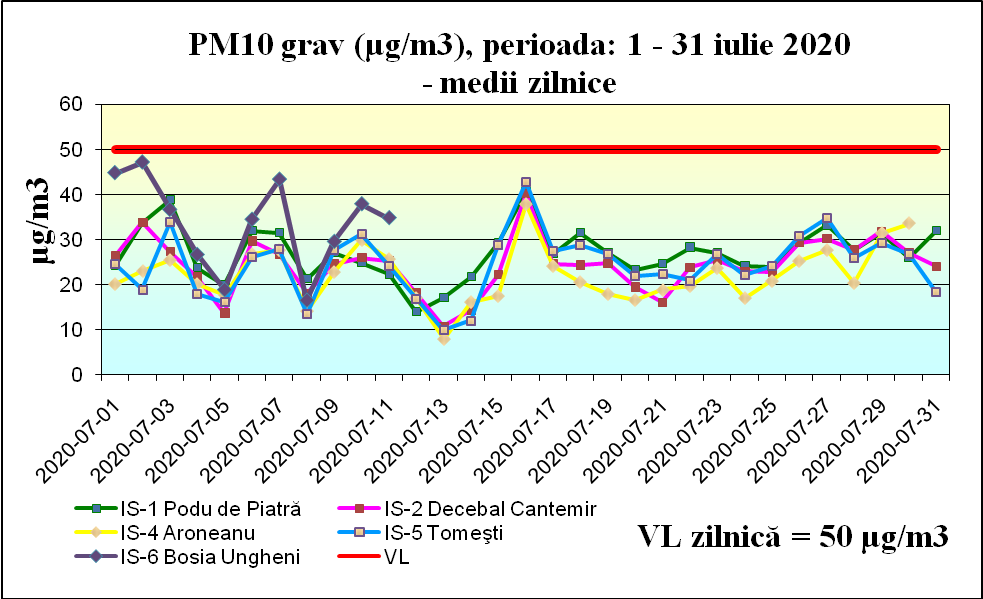 PM10 grav (µg/m3), perioada: 1 - 31 iulie 2020
- medii zilnice
µg/m3
60
50
40
30
20
10
0
2020-07-01
2020-07-03
2020-07-05
2020-07-07
2020-07-09
2020-07-11
2020-07-13
2020-07-15
2020-07-17
2020-07-19
2020-07-21
2020-07-23
2020-07-25
2020-07-27
2020-07-29
2020-07-31
IS-1 Podu de Piatră
IS-2 Decebal Cantemir
IS-4 Aroneanu
IS-5 Tomeşti
IS-6 Bosia Ungheni
VL
VL zilnică = 50 µg/m3